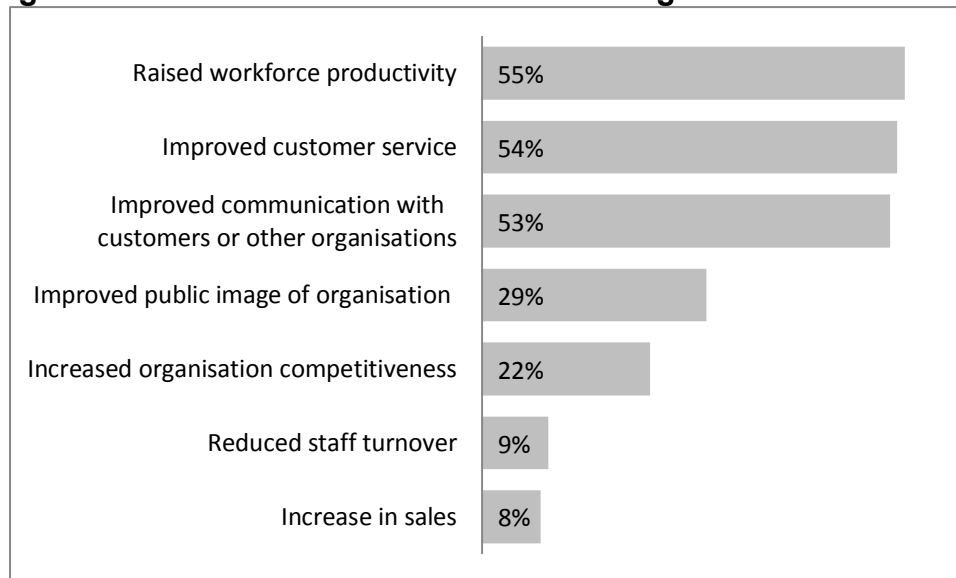 Raised workforce productivity 55%
Improved customer service 54%
Improved communication with
customers or other organisations 53%
Improved public image of organisation 29%
Increased organisation competitiveness 22%
Reduced staff turnover 9%
Increase in sales 8%